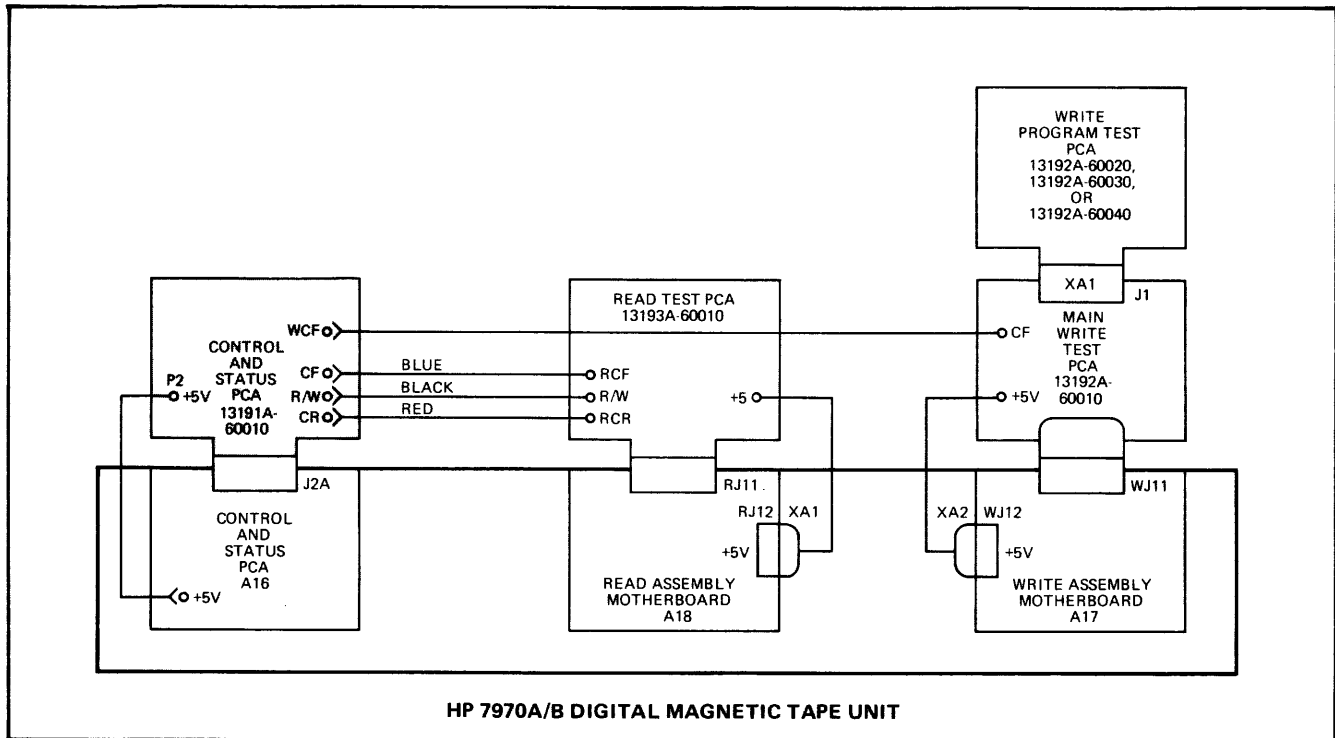 WRITE
PROGRAM TEST
PCA
13192A-60020,
13192A-60030,
OR
13192A-60040
XA1
J1
MAIN
WRITE
TEST
PCA
13192A-
60010
CF
+5V
READ TEST PCA
13193A-60010
RCF
R/W
RCR
+5
WCF
CONTROL
AND
STATUS
PCA
13191A-
60010
P2
+5V
CF
R/W
CR
BLUE
BLACK
RED
J2A
CONTROL
AND
STATUS
PCA
A16
+5V
RJ11
RJ12 XA1
+5V
READ ASSEMBLY
MOTHERBOARD
A18
WJ11
XA2 WJ12
+5V
WRITE ASSEMBLY
MOTHERBOARD
A17
HP 7970A/B DIGITAL MAGNETIC TAPE UNIT